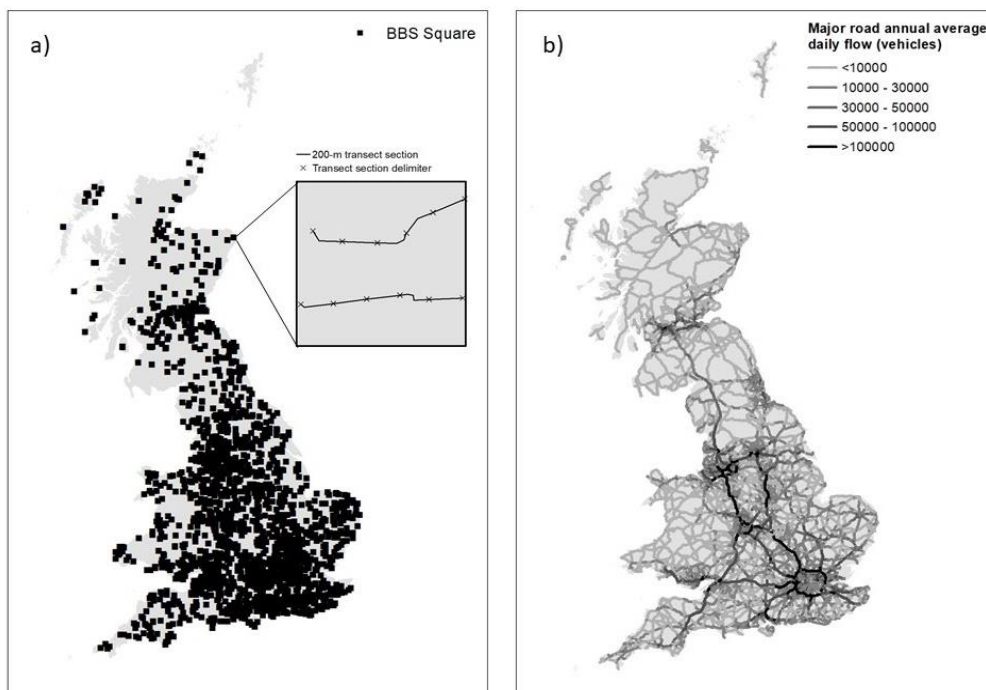 a)
BBS Square
200-m transect section
Transect section delimiter
b)
Major road annual average
daily flow (vehicles)
<10000
10000 - 30000
30000 - 50000
50000 - 100000
>100000